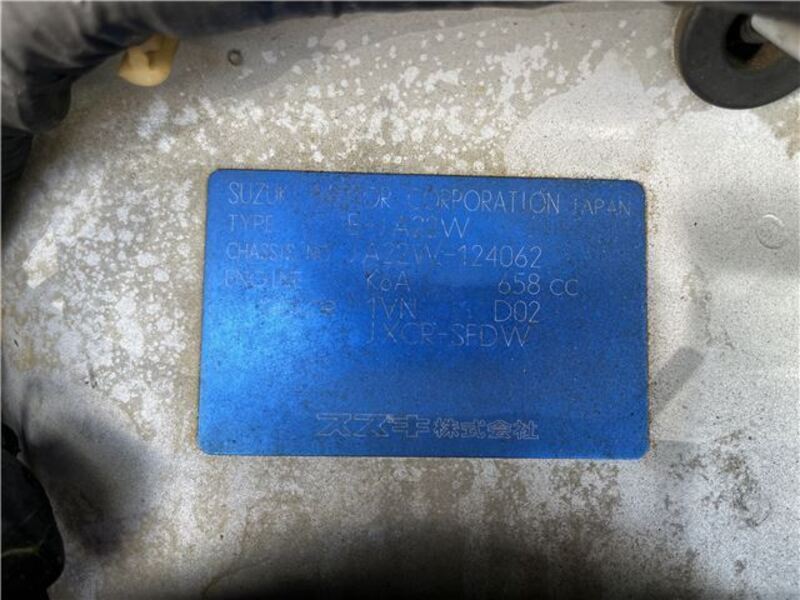 SUZUKI MOTOR CORPORATION JAPAN
TYPE E-JA22W
CHASSIS NO JA22W-124062
ENGINE K6A 658 CC
1VN D02
JXCR-SFDW
スズキ株式会社